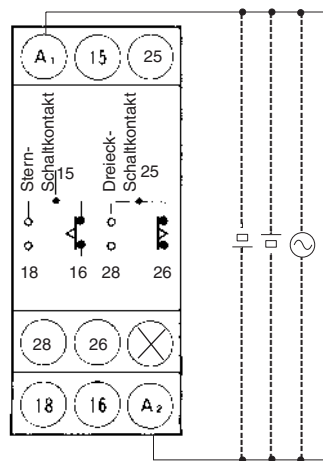 A1 15 25
Stern-
Schaltkontakt
Dreieck-
Schaltkontakt
15 25
18 16 28 26
28 26
18 16 A2